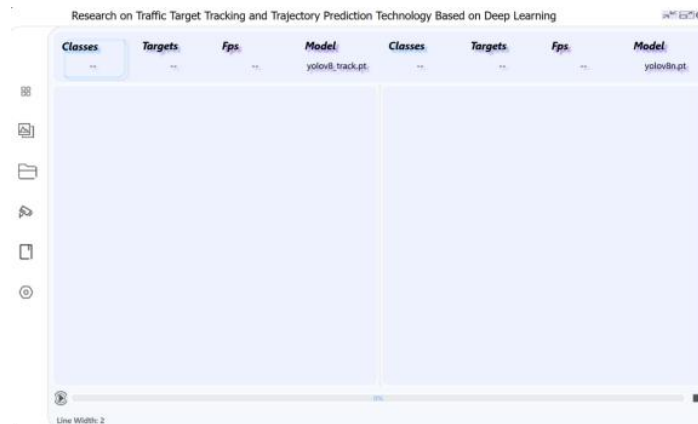 Research on Traffic Target Tracking and Trajectory Prediction Technology Based on Deep Learning
Classes Targets Fps Model Classes Targets Fps Model
-- -- -- yolov8_track.pt -- -- -- yolov8n.pt
0%
Line Width: 2